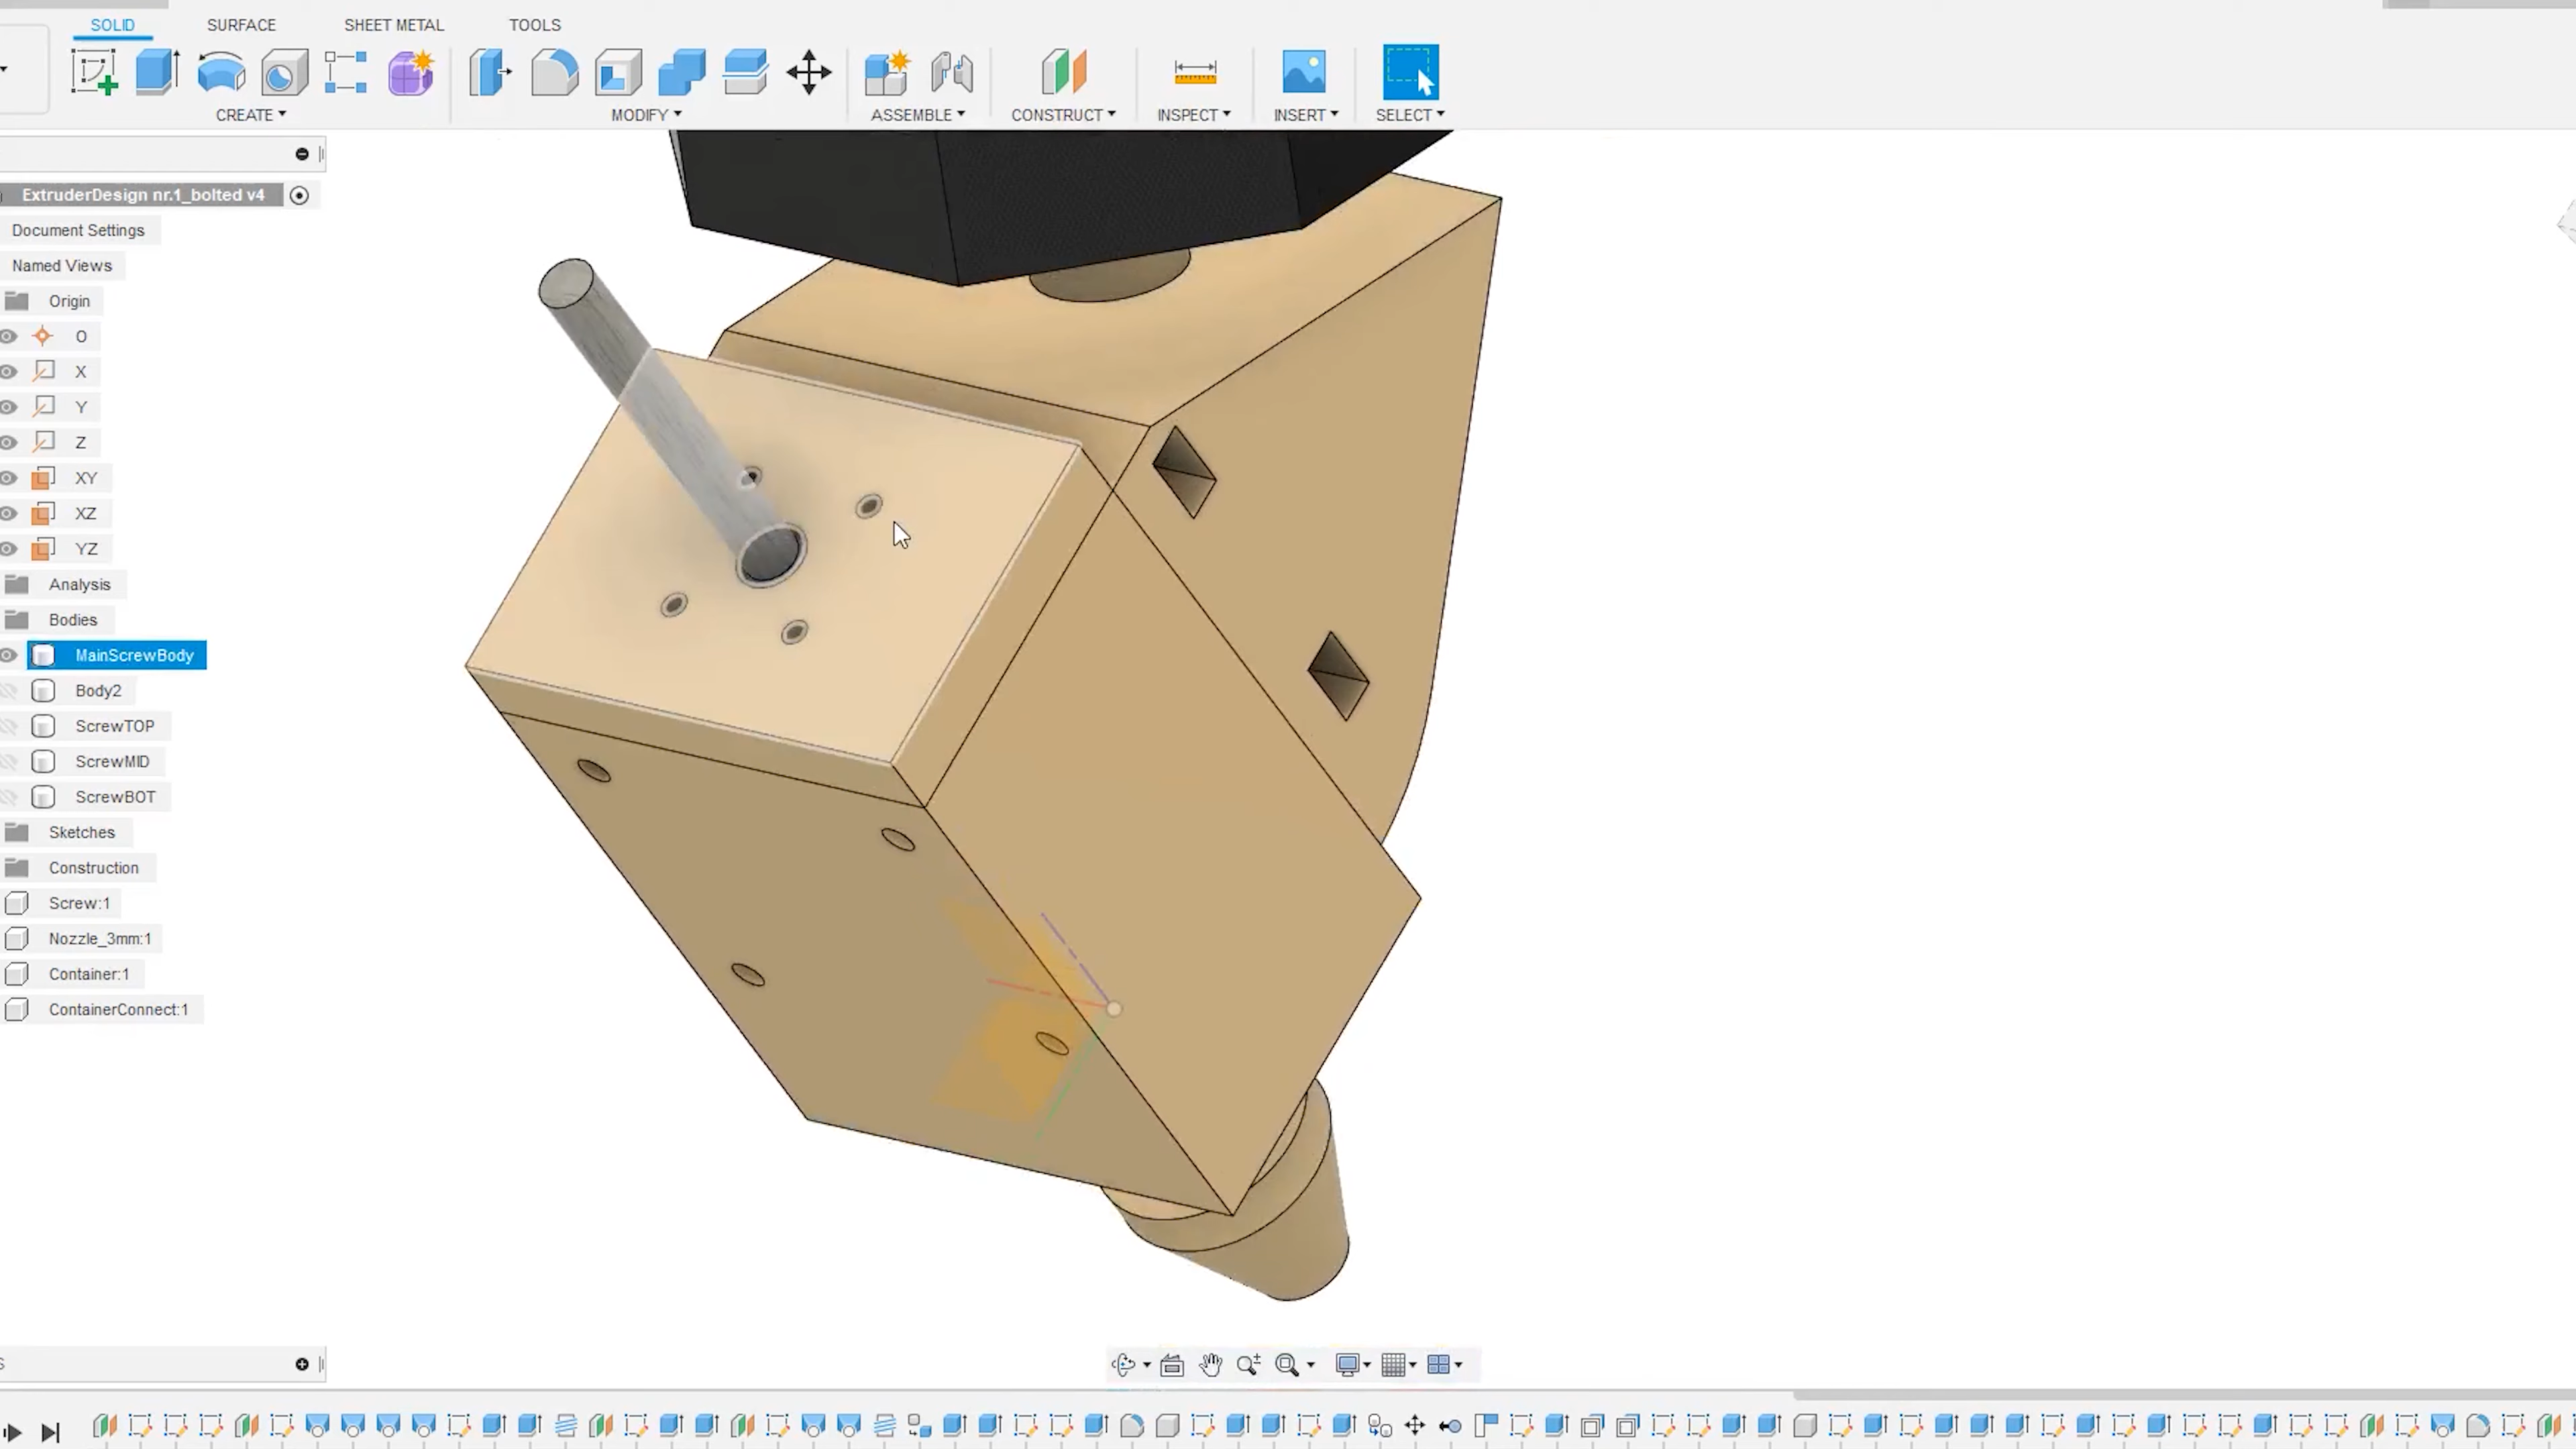 SOLID SURFACE SHEET METAL TOOLS
CREATE MODIFY ASSEMBLE CONSTRUCT INSPECT INSERT SELECT
ExtruderDesign nr.1_bolted v4
Document Settings
Named Views
Origin
O
X
Y
Z
XY
XZ
YZ
Analysis
Bodies
MainScrewBody
Body2
ScrewTOP
ScrewMID
ScrewBOT
Sketches
Construction
Screw:1
Nozzle_3mm:1
Container:1
ContainerConnect:1
S